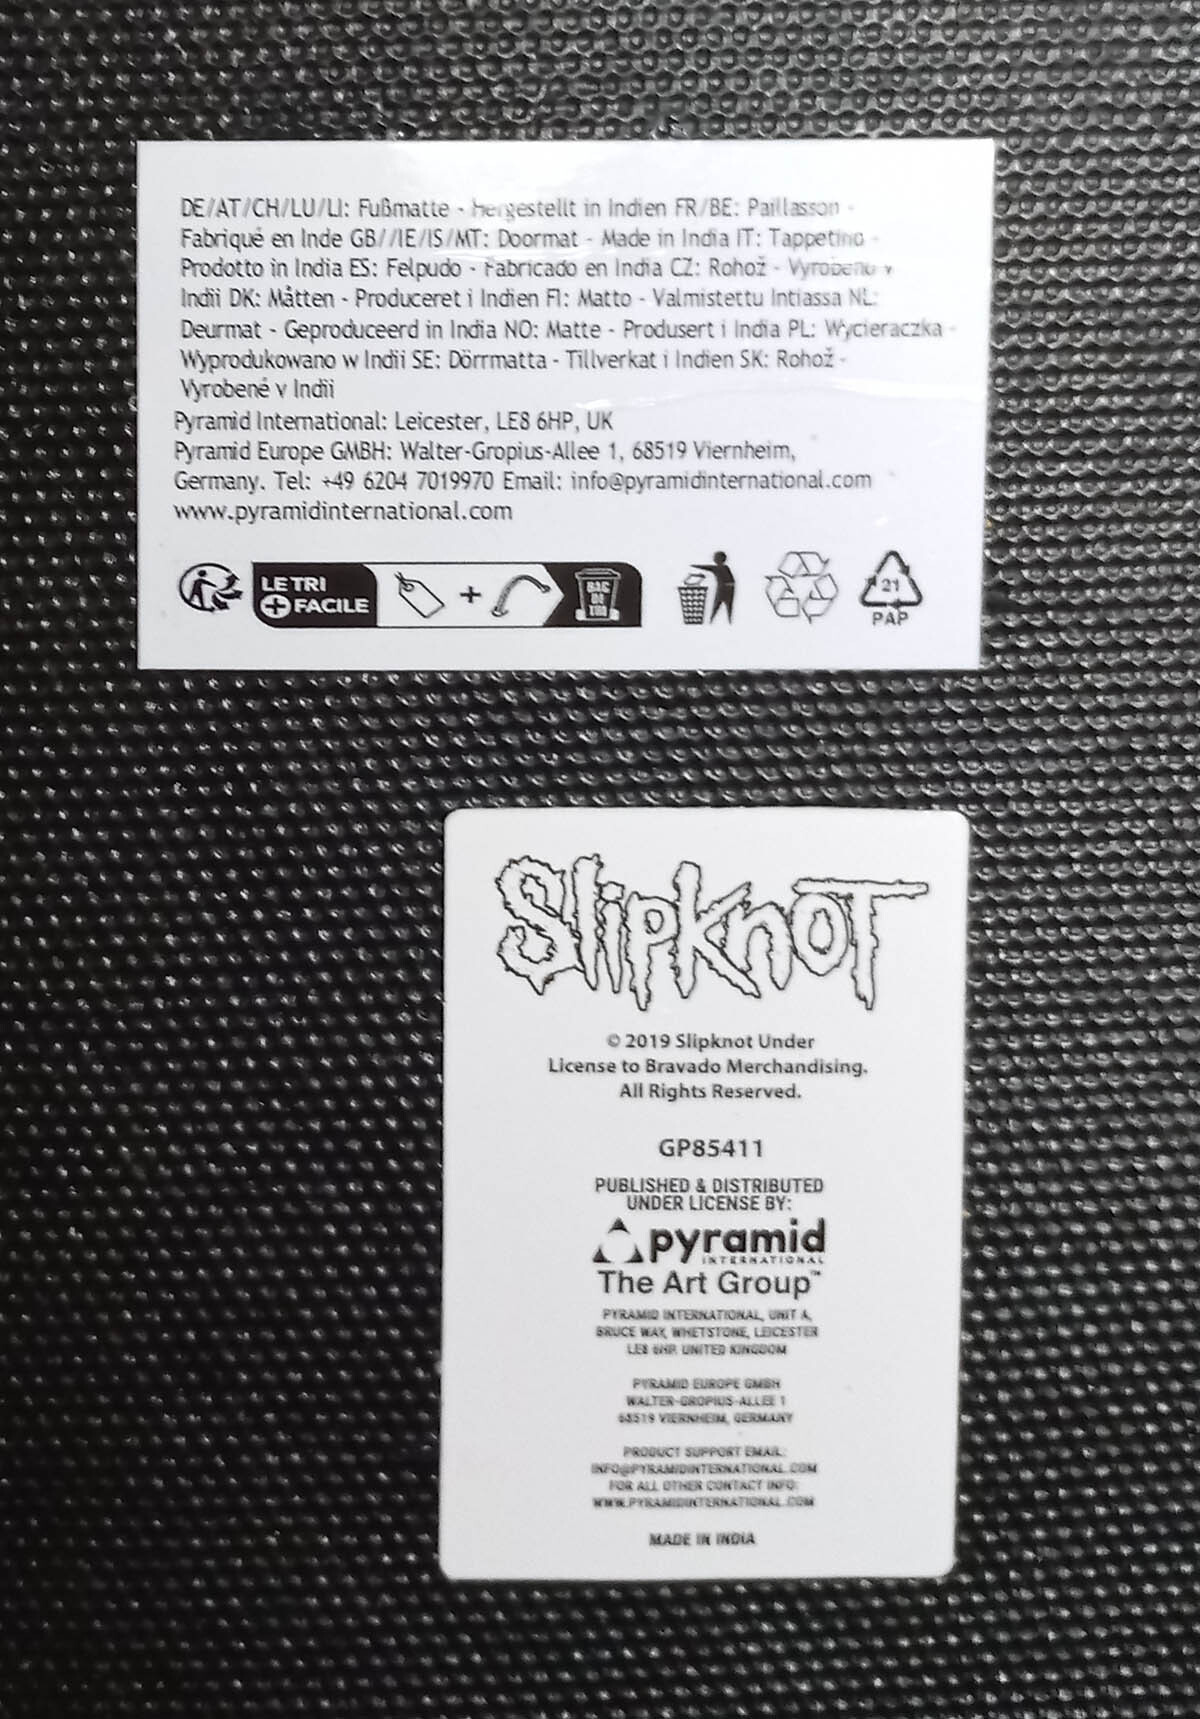 DE/AT/CH/LU/LI: Fußmatte - Hergestellt in Indien FR/BE: Paillasson -
Fabriqué en Inde GB//IE/IS/MT: Doormat - Made in India IT: Tappetino -
Prodotto in India ES: Felpudo - Fabricado en India CZ: Rohož - Vyrobeno v
Indii DK: Måtten - Produceret i Indien FI: Matto - Valmistettu Intiassa NL:
Deurmat - Geproduceerd in India NO: Matte - Produsert i India PL: Wycieraczka -
Wyprodukowano w Indii SE: Dörrmatta - Tillverkat i Indien SK: Rohož -
Vyrobené v Indii
Pyramid International: Leicester, LE8 6HP, UK
Pyramid Europe GMBH: Walter-Gropius-Allee 1, 68519 Viernheim,
Germany. Tel: +49 6204 7019970 Email: info@pyramidinternational.com
www.pyramidinternational.com
LE TRI
+ FACILE
+
BAC
DE
TRI
21
PAP
Slipknot
© 2019 Slipknot Under
License to Bravado Merchandising.
All Rights Reserved.
GP85411
PUBLISHED & DISTRIBUTED
UNDER LICENSE BY:
pyramid
INTERNATIONAL
The Art Group™
PYRAMID INTERNATIONAL, UNIT A,
BRUCE WAY, WHETSTONE, LEICESTER
LE8 6HP. UNITED KINGDOM
PYRAMID EUROPE GMBH
WALTER-GROPIUS-ALLEE 1
68519 VIERNHEIM, GERMANY
PRODUCT SUPPORT EMAIL:
INFO@PYRAMIDINTERNATIONAL.COM
FOR ALL OTHER CONTACT INFO:
WWW.PYRAMIDINTERNATIONAL.COM
MADE IN INDIA